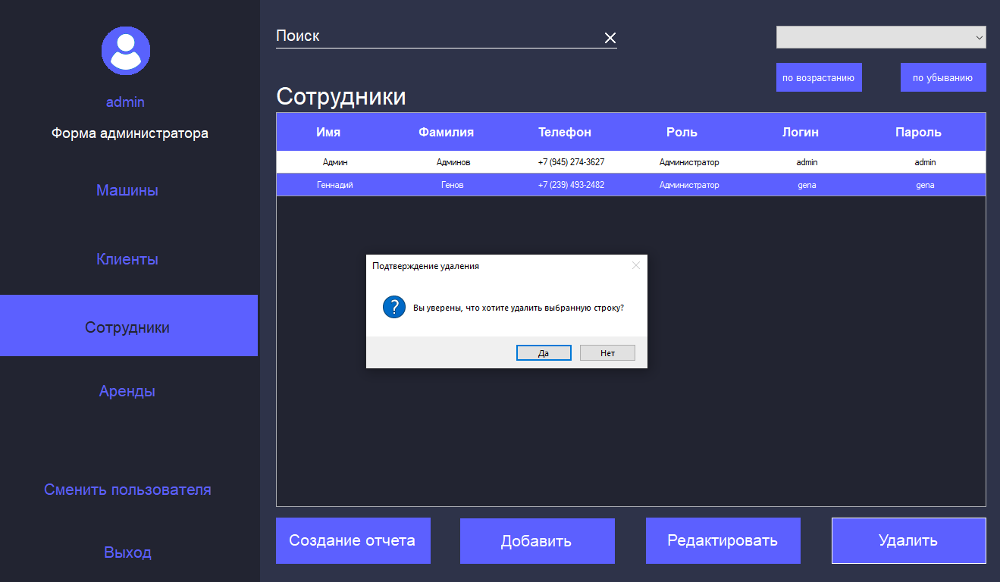 admin
Форма администратора
Машины
Клиенты
Сотрудники
Аренды
Сменить пользователя
Выход
Поиск
по возрастанию
по убыванию
Сотрудники
Имя Фамилия Телефон Роль Логин Пароль
Админ Админов +7 (945) 274-3627 Администратор admin admin
Геннадий Генов +7 (239) 493-2482 Администратор gena gena
Подтверждение удаления
Вы уверены, что хотите удалить выбранную строку?
Да Нет
Создание отчета Добавить Редактировать Удалить